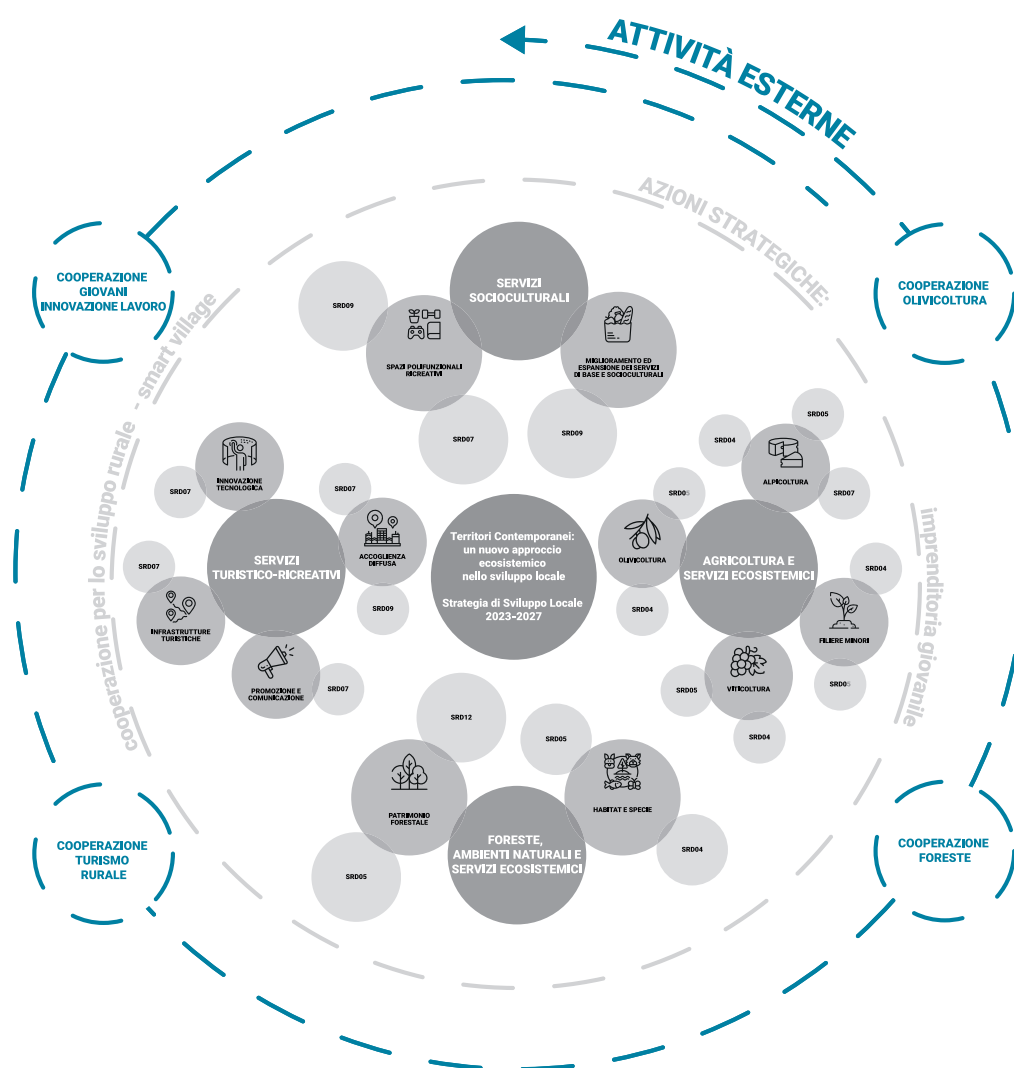 ATTIVITÀ ESTERNE
AZIONI STRATEGICHE:
imprenditoria giovanile
cooperazione per lo sviluppo rurale - smart village
COOPERAZIONE
GIOVANI
INNOVAZIONE LAVORO
COOPERAZIONE
OLIVICOLTURA
SERVIZI
SOCIOCULTURALI
SRD09
SPAZI POLIFUNZIONALI
RICREATIVI
MIGLIORAMENTO ED
ESPANSIONE DEI SERVIZI
DI BASE E SOCIOCULTURALI
SRD07
SRD09
INNOVAZIONE
TECNOLOGICA
SRD07
SRD07
ACCOGLIENZA
DIFFUSA
SRD09
SERVIZI
TURISTICO-RICREATIVI
SRD07
INFRASTRUTTURE
TURISTICHE
PROMOZIONE E
COMUNICAZIONE
SRD07
Territori Contemporanei:
un nuovo approccio
ecosistemico
nello sviluppo locale
Strategia di Sviluppo Locale
2023-2027
SRD04
SRD05
ALPICOLTURA
SRD07
SRD05
OLIVICOLTURA
SRD04
AGRICOLTURA E
SERVIZI ECOSISTEMICI
SRD04
FILIERE MINORI
SRD05
SRD05
VITICOLTURA
SRD04
SRD12
SRD05
PATRIMONIO
FORESTALE
HABITAT E SPECIE
SRD05
SRD04
FORESTE,
AMBIENTI NATURALI E
SERVIZI ECOSISTEMICI
COOPERAZIONE
TURISMO
RURALE
COOPERAZIONE
FORESTE